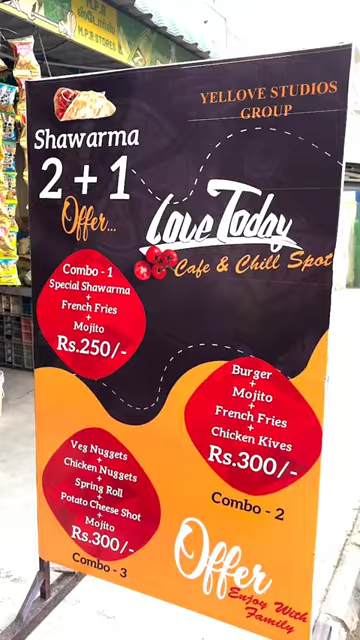 M.P.R STORES
YELLOVE STUDIOS
GROUP
Shawarma
2 + 1
Offer...
Love Today
Cafe & Chill Spot
Combo - 1
Special Shawarma
+
French Fries
+
Mojito
Rs.250/-
Burger
+
Mojito
+
French Fries
+
Chicken Kives
Rs.300/-
Combo - 2
Veg Nuggets
+
Chicken Nuggets
+
Spring Roll
+
Potato Cheese Shot
+
Mojito
Rs.300/-
Combo - 3
Offer
Enjoy With
Family